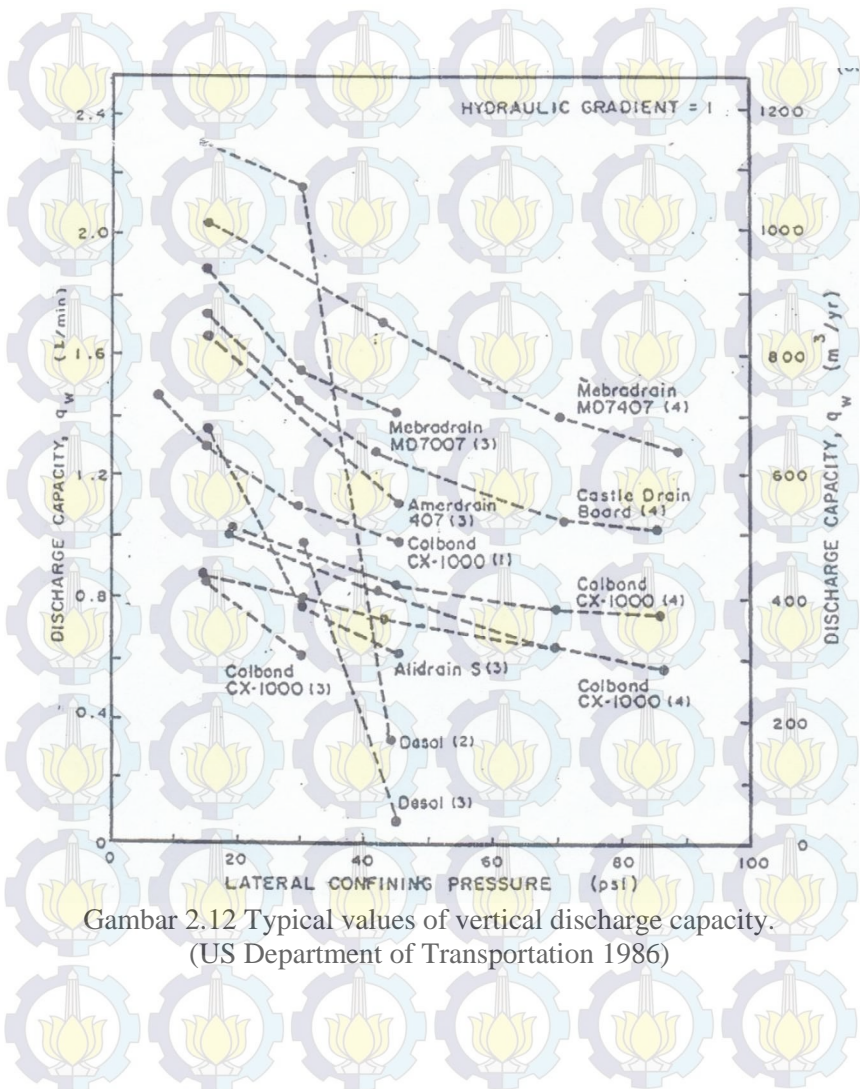 HYDRAULIC GRADIENT = 1
2.4
2.0
1.6
1.2
0.8
0.4
0
DISCHARGE CAPACITY, q_w (l/min)
1200
1000
800
600
400
200
0
DISCHARGE CAPACITY, q_w (m³/yr)
Mebradrain
MD7407 (4)
Mebradrain
MD7007 (3)
Castle Drain
Board (4)
Amerdrain
407 (3)
Colbond
CX-1000 (1)
Colbond
CX-1000 (4)
Colbond
CX-1000 (3)
Alidrain S (3)
Colbond
CX-1000 (4)
Desol (2)
Desol (3)
0 20 40 60 80 100
LATERAL CONFINING PRESSURE (psi)
Gambar 2.12 Typical values of vertical discharge capacity.
(US Department of Transportation 1986)